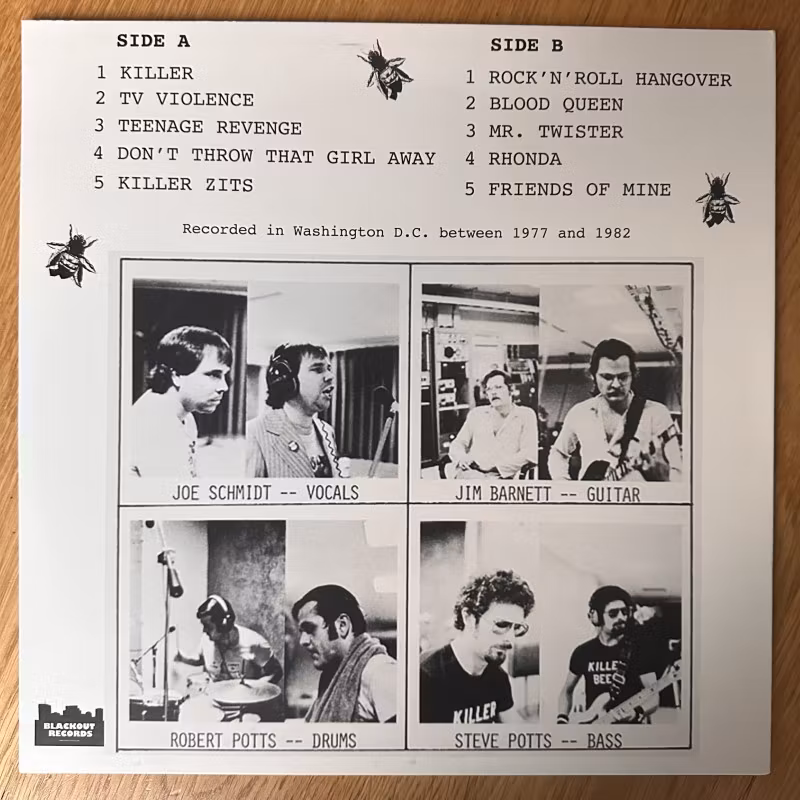 SIDE A
1 KILLER
2 TV VIOLENCE
3 TEENAGE REVENGE
4 DON'T THROW THAT GIRL AWAY
5 KILLER ZITS
SIDE B
1 ROCK'N'ROLL HANGOVER
2 BLOOD QUEEN
3 MR. TWISTER
4 RHONDA
5 FRIENDS OF MINE
Recorded in Washington D.C. between 1977 and 1982
JOE SCHMIDT -- VOCALS
JIM BARNETT -- GUITAR
KILLER
KILLE
BEE
ROBERT POTTS -- DRUMS
STEVE POTTS -- BASS
BLACKOUT
RECORDS